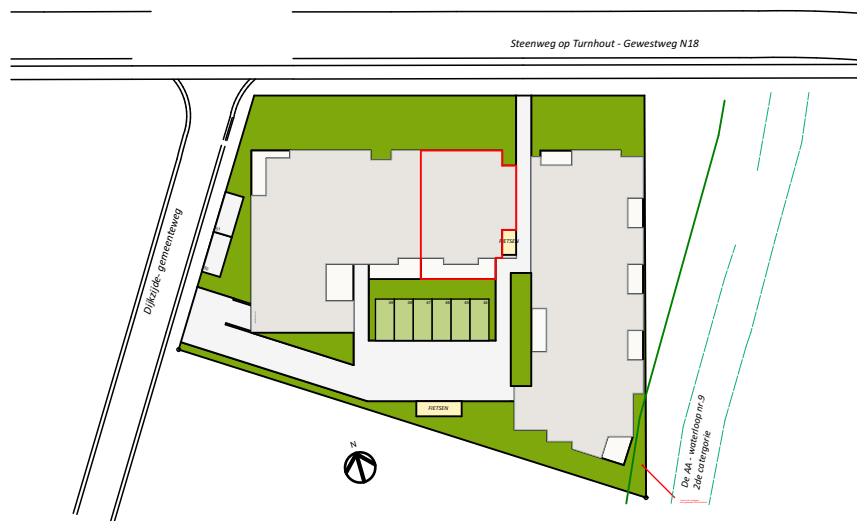 Steenweg op Turnhout - Gewestweg N18
Dijkzijde- gemeenteweg
FIETSEN
FIETSEN
N
De AA - waterloop nr.9
2de catergorie